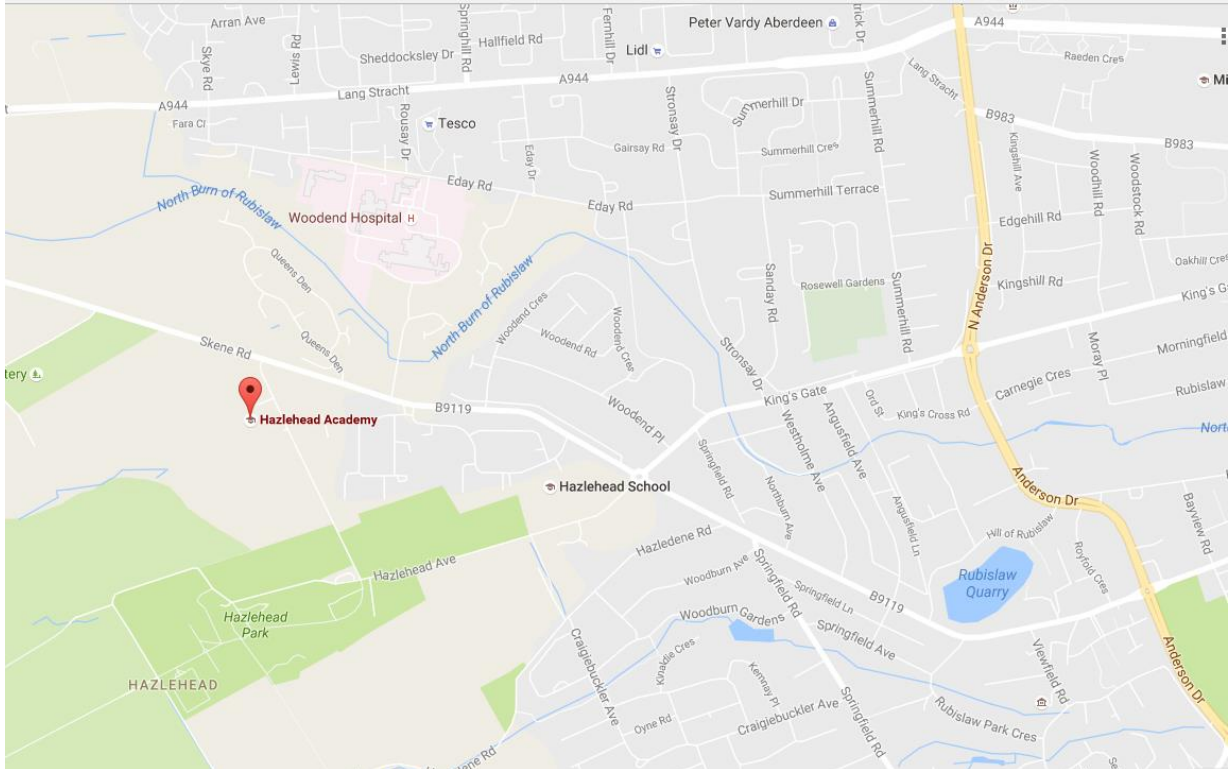 Arran Ave
Skye Rd
Lewis Rd
Sheddocksley Dr
Springhill Rd
Hallfield Rd
Fernhill Dr
Lidl
Peter Vardy Aberdeen
A944
Raeden Cres
Lang Stracht
A944
Lang Stracht
A944
Fara Cl
Rousay Dr
Tesco
Stronsay Dr
Summerhill Dr
Summerhill Rd
B983
B983
Eday Dr
Gairsay Rd
Summerhill Cres
Kingshill Ave
Woodhill Rd
Woodstock Rd
Eday Rd
Eday Rd
Summerhill Terrace
Edgehill Rd
North Burn of Rubislaw
Woodend Hospital
H
Queens Den
Queens Den
North Burn of Rubislaw
Woodend Cres
Woodend Rd
Woodend Cres
Sanday Rd
Rosewell Gardens
Summerhill Rd
N Anderson Dr
Kingshill Rd
Oakhill Cres
Skene Rd
Stronsay Dr
Moray Pl
Hazlehead Academy
B9119
Woodend Pl
King's Gate
Ord St
King's Cross Rd
Carnegie Cres
Westholme Ave
Angusfield Ave
Springfield Rd
Northburn Ave
Angusfield Ln
Anderson Dr
Bayview Rd
Hazlehead School
Hazledene Rd
Hill of Rubislaw
Royfold Cres
Rubislaw
Quarry
Hazlehead Ave
Woodburn Ave
Springfield Rd
Springfield Ln
B9119
Hazlehead
Park
Woodburn Gardens
Springfield Ave
Craigiebuckler Ave
Kinaldie Cres
Kemnay Pl
Viewfield Rd
Anderson Dr
HAZLEHEAD
Oyne Rd
Craigiebuckler Ave
Springfield Rd
Rubislaw Park Cres